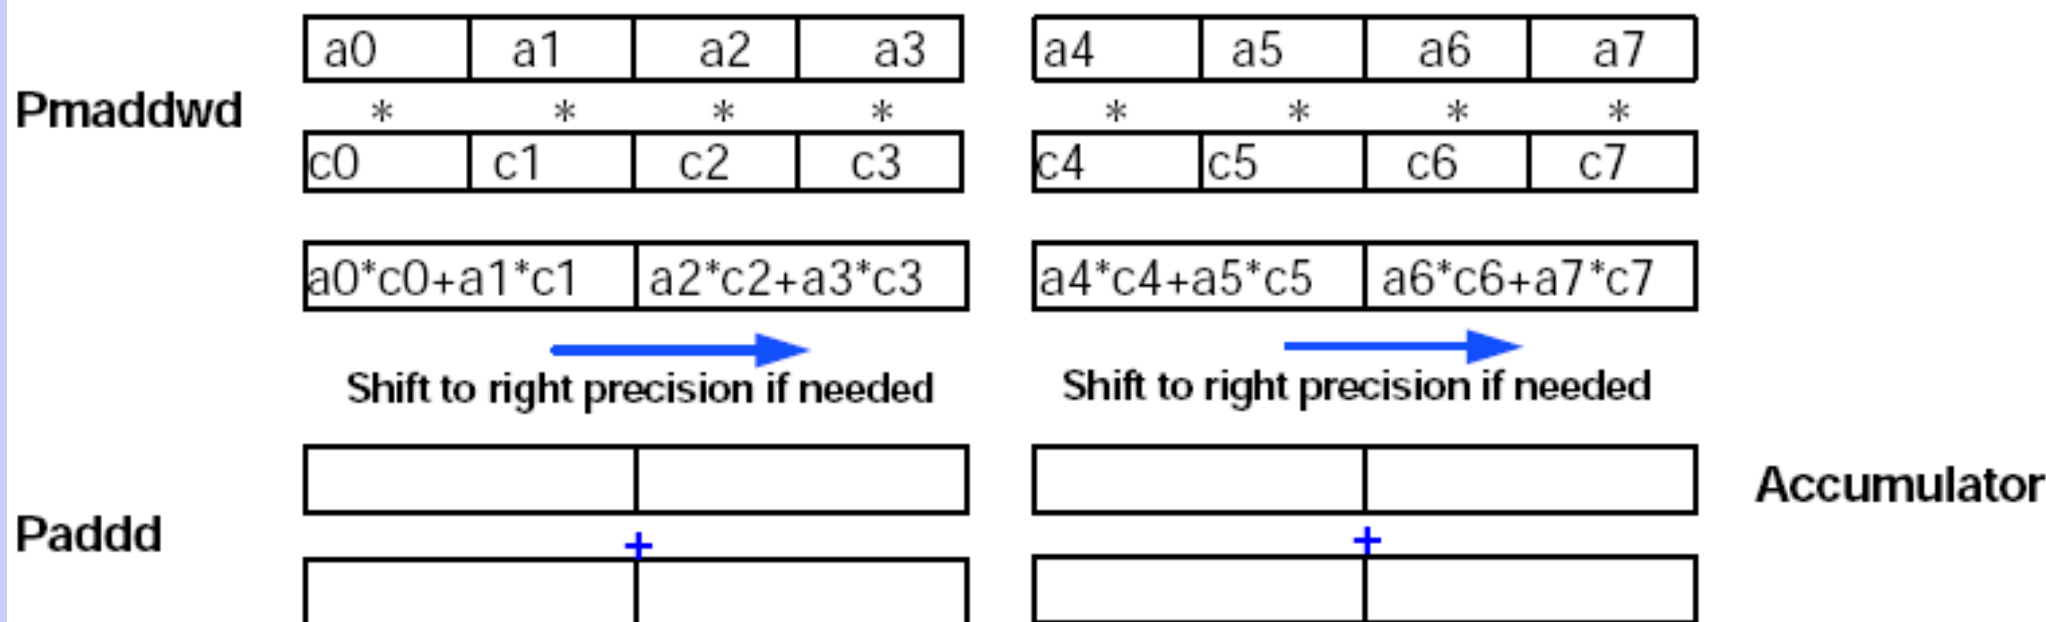 a0 a1 a2 a3 a4 a5 a6 a7
Pmaddwd * * * * * * * *
c0 c1 c2 c3 c4 c5 c6 c7
a0*c0+a1*c1 a2*c2+a3*c3 a4*c4+a5*c5 a6*c6+a7*c7
Shift to right precision if needed Shift to right precision if needed
Accumulator
Paddd + +